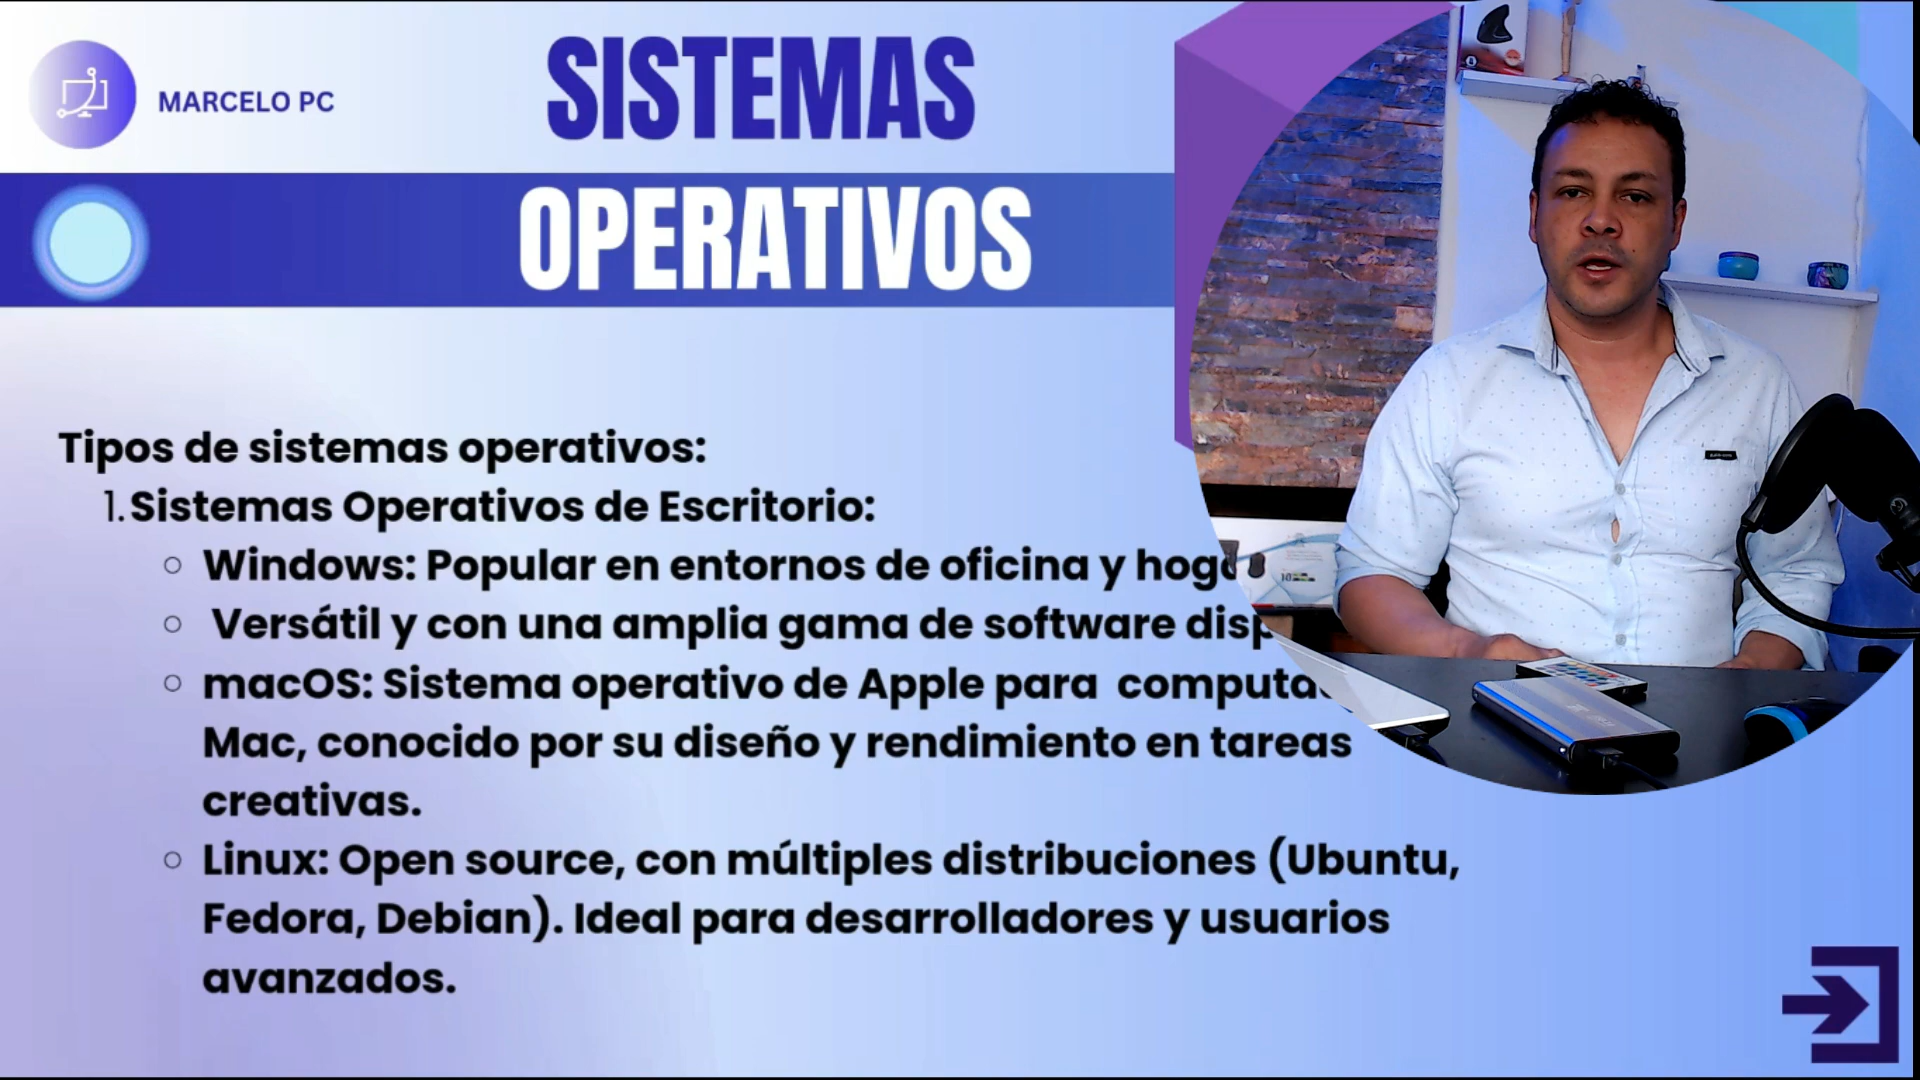 MARCELO PC
SISTEMAS
OPERATIVOS
Tipos de sistemas operativos:
1. Sistemas Operativos de Escritorio:
Windows: Popular en entornos de oficina y
Versátil y con una amplia gama de software
macOS: Sistema operativo de Apple para
Mac, conocido por su diseño y rendimiento en tareas
creativas.
Linux: Open source, con múltiples distribuciones (Ubuntu,
Fedora, Debian). Ideal para desarrolladores y usuarios
avanzados.